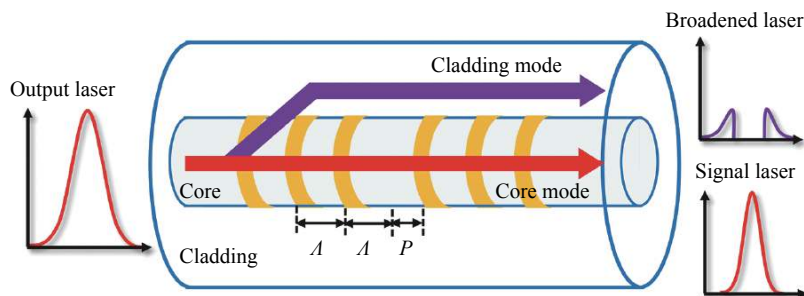 Output laser
Cladding mode
Core
Core mode
Λ Λ P
Cladding
Broadened laser
Signal laser